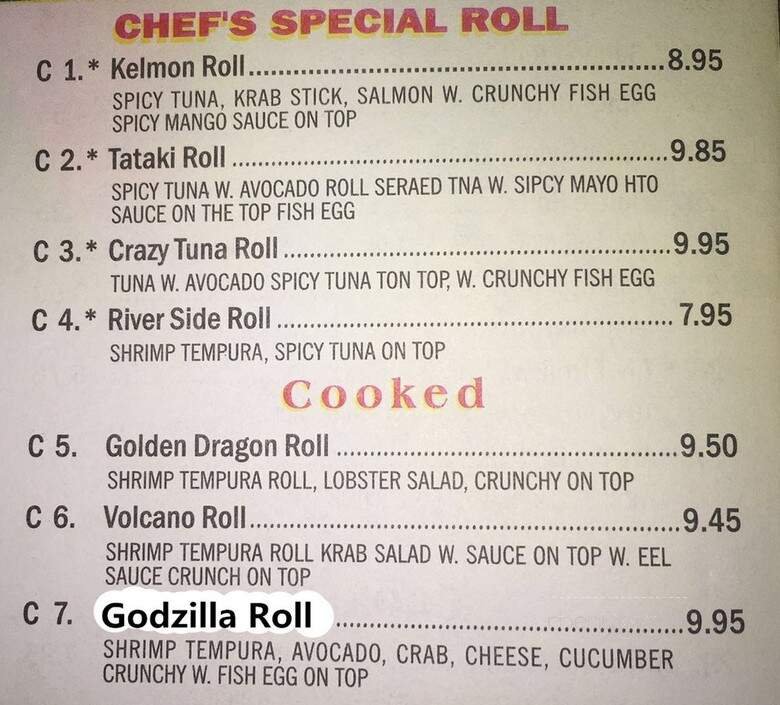 CHEF'S SPECIAL ROLL
C 1.* Kelmon Roll..........8.95
SPICY TUNA, KRAB STICK, SALMON W. CRUNCHY FISH EGG
SPICY MANGO SAUCE ON TOP
C 2.* Tataki Roll..........9.85
SPICY TUNA W. AVOCADO ROLL SERAED TNA W. SIPCY MAYO HTO
SAUCE ON THE TOP FISH EGG
C 3.* Crazy Tuna Roll..........9.95
TUNA W. AVOCADO SPICY TUNA TON TOP, W. CRUNCHY FISH EGG
C 4.* River Side Roll.......... 7.95
SHRIMP TEMPURA, SPICY TUNA ON TOP
Cooked
C 5. Golden Dragon Roll..........9.50
SHRIMP TEMPURA ROLL, LOBSTER SALAD, CRUNCHY ON TOP
C 6. Volcano Roll..........9.45
SHRIMP TEMPURA ROLL KRAB SALAD W. SAUCE ON TOP W. EEL
SAUCE CRUNCH ON TOP
C 7. Godzilla Roll ..........9.95
SHRIMP TEMPURA, AVOCADO, CRAB, CHEESE, CUCUMBER
CRUNCHY W. FISH EGG ON TOP